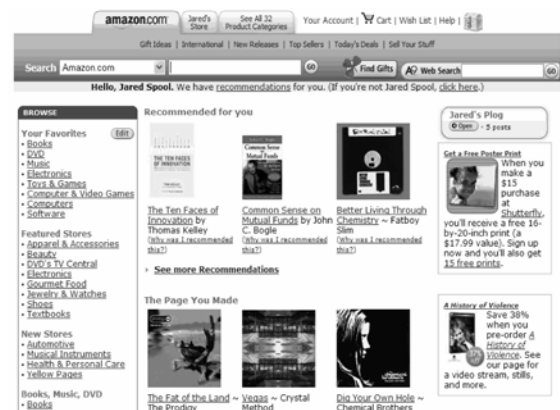 amazon.com
Jared's
Store
See All 32
Product Categories
Your Account | Cart | Wish List | Help |
Gift Ideas | International | New Releases | Top Sellers | Today's Deals | Sell Your Stuff
Search Amazon.com GO Find Gifts A9 Web Search GO
Hello, Jared Spool. We have recommendations for you. (If you're not Jared Spool, click here.)
BROWSE
Your Favorites Edit
• Books
• DVD
• Music
• Electronics
• Toys & Games
• Computer & Video Games
• Computers
• Software
Featured Stores
• Apparel & Accessories
• Beauty
• DVD's TV Central
• Electronics
• Gourmet Food
• Jewelry & Watches
• Shoes
• Textbooks
New Stores
• Automotive
• Musical Instruments
• Health & Personal Care
• Yellow Pages
Books, Music, DVD
• Books
Recommended for you
THE TEN FACES
OF INNOVATION
Common Sense
on
Mutual Funds
The Ten Faces of
Innovation by
Thomas Kelley
(Why was I recommended
this?)
Common Sense on
Mutual Funds by John
C. Bogle
(Why was I recommended
this?)
Better Living Through
Chemistry ~ Fatboy
Slim
(Why was I recommended
this?)
› See more Recommendations
The Page You Made
The Fat of the Land ~
The Prodigy
Vegas ~ Crystal
Method
Dig Your Own Hole ~
Chemical Brothers
Jared's Plog
Open - 5 posts
Get a Free Poster Print
When you
make a
$15
purchase
at
Shutterfly,
you'll receive a free 16-
by-20-inch print (a
$17.99 value). Sign up
now and you'll also get
15 free prints.
A History of Violence
Save 38%
when you
pre-order A
History of
Violence. See
our page for
a video stream, stills,
and more.